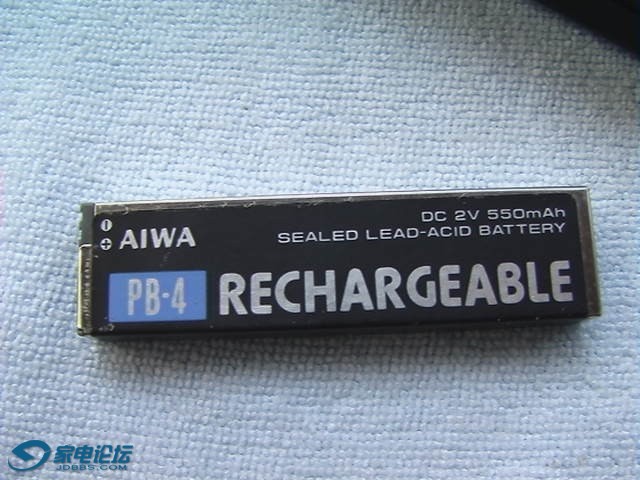 DC 2V 550mAh
AIWA SEALED LEAD-ACID BATTERY
PB-4 RECHARGEABLE
家电论坛
JDBBS.COM